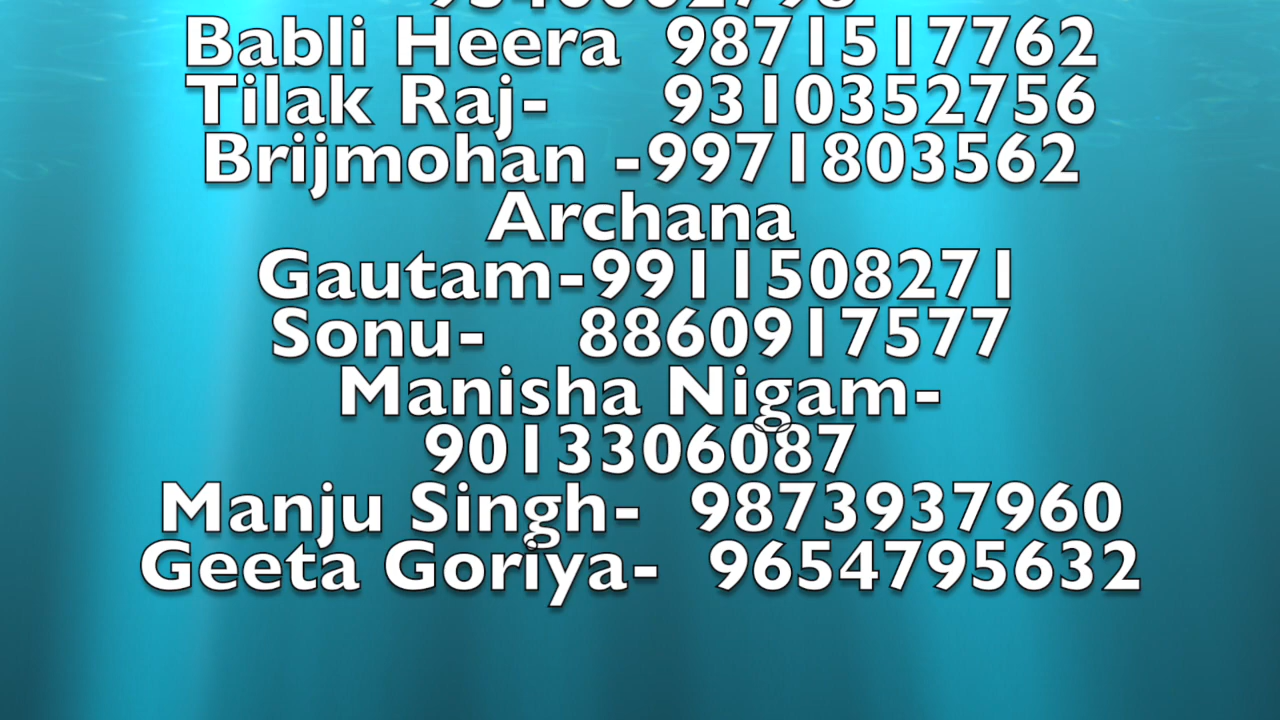 Babli Heera 9871517762
Tilak Raj- 9310352756
Brijmohan -9971803562
Archana
Gautam-9911508271
Sonu- 8860917577
Manisha Nigam-
9013306087
Manju Singh- 9873937960
Geeta Goriya- 9654795632